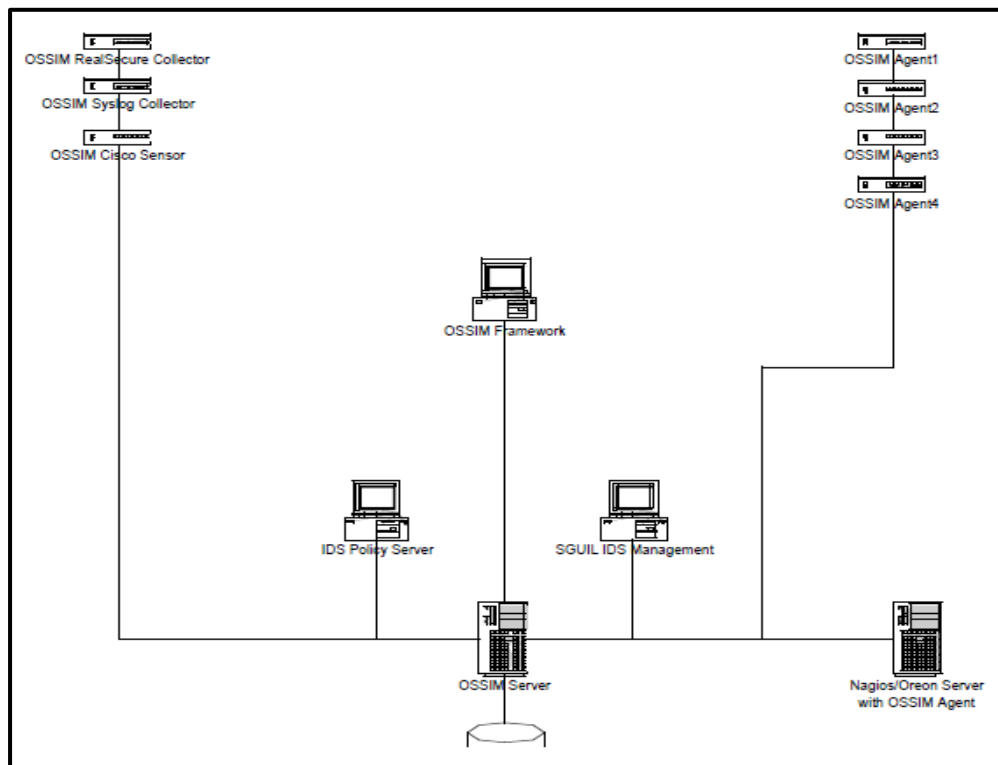 OSSIM RealSecure Collector
OSSIM Syslog Collector
OSSIM Cisco Sensor
OSSIM Agent1
OSSIM Agent2
OSSIM Agent3
OSSIM Agent4
OSSIM Framework
IDS Policy Server
SGUIL IDS Management
OSSIM Server
Nagios/Oreon Server
with OSSIM Agent